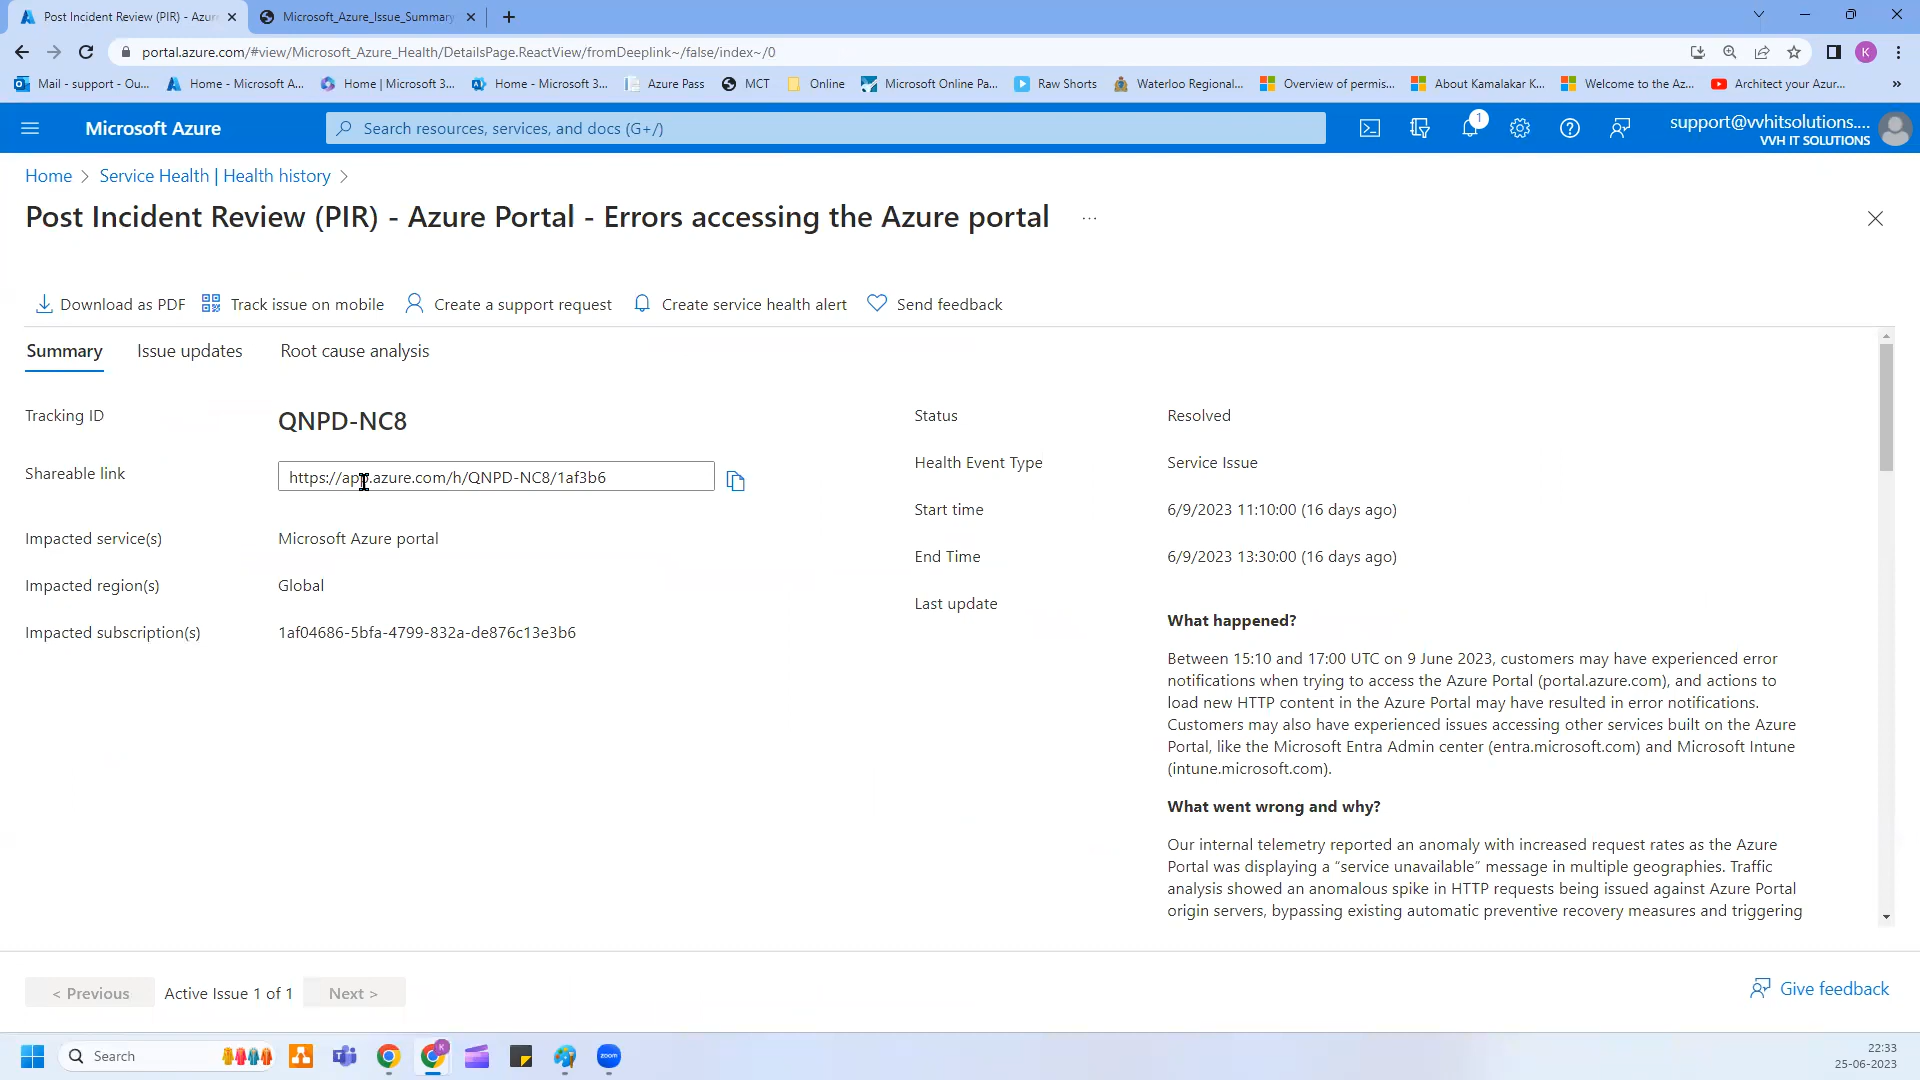 Post Incident Review (PIR) - Azur
Microsoft_Azure_Issue_Summary
portal.azure.com/#view/Microsoft_Azure_Health/DetailsPage.ReactView/fromDeeplink~/false/index~/0
K
Mail - support - Ou...
Home - Microsoft A...
Home | Microsoft 3...
Home - Microsoft 3...
Azure Pass
MCT
Online
Microsoft Online Pa...
Raw Shorts
Waterloo Regional...
Overview of permis...
About Kamalakar K...
Welcome to the Az...
Architect your Azur...
»
Microsoft Azure
Search resources, services, and docs (G+/)
1
support@vvhitsolutions....
VVH IT SOLUTIONS
Home > Service Health | Health history >
Post Incident Review (PIR) - Azure Portal - Errors accessing the Azure portal ...
Download as PDF
Track issue on mobile
Create a support request
Create service health alert
Send feedback
Summary
Issue updates
Root cause analysis
Tracking ID
QNPD-NC8
Shareable link
https://app.azure.com/h/QNPD-NC8/1af3b6
Impacted service(s)
Microsoft Azure portal
Impacted region(s)
Global
Impacted subscription(s)
1af04686-5bfa-4799-832a-de876c13e3b6
Status
Resolved
Health Event Type
Service Issue
Start time
6/9/2023 11:10:00 (16 days ago)
End Time
6/9/2023 13:30:00 (16 days ago)
Last update
What happened?
Between 15:10 and 17:00 UTC on 9 June 2023, customers may have experienced error
notifications when trying to access the Azure Portal (portal.azure.com), and actions to
load new HTTP content in the Azure Portal may have resulted in error notifications.
Customers may also have experienced issues accessing other services built on the Azure
Portal, like the Microsoft Entra Admin center (entra.microsoft.com) and Microsoft Intune
(intune.microsoft.com).
What went wrong and why?
Our internal telemetry reported an anomaly with increased request rates as the Azure
Portal was displaying a “service unavailable” message in multiple geographies. Traffic
analysis showed an anomalous spike in HTTP requests being issued against Azure Portal
origin servers, bypassing existing automatic preventive recovery measures and triggering
< Previous
Active Issue 1 of 1
Next >
Give feedback
Search
K
zoom
22:33
25-06-2023